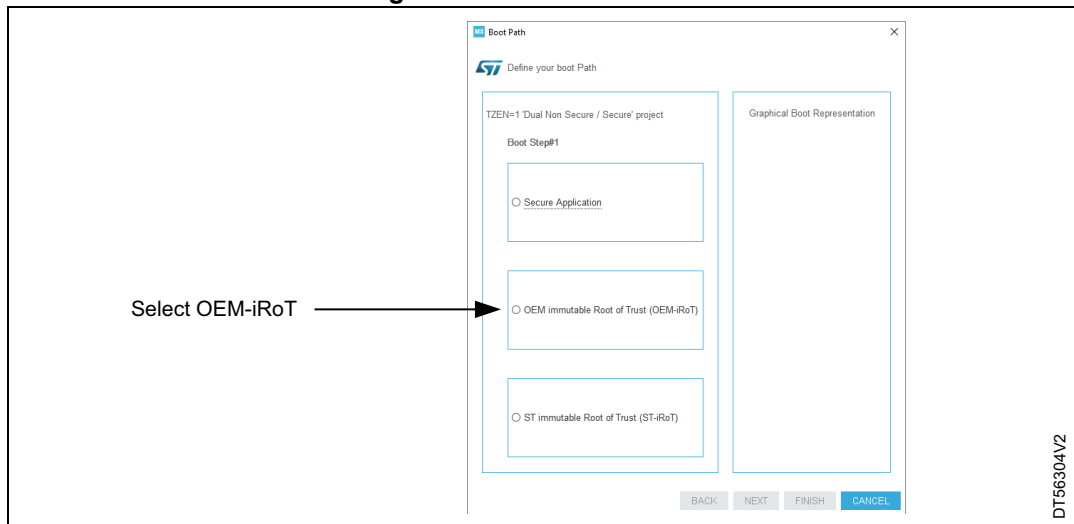 MX Boot Path
ST Define your boot Path
TZEN=1 'Dual Non Secure / Secure' project
Boot Step#1
Secure Application
OEM immutable Root of Trust (OEM-iRoT)
ST immutable Root of Trust (ST-iRoT)
Graphical Boot Representation
Select OEM-iRoT
BACK NEXT FINISH CANCEL
DT56304V2